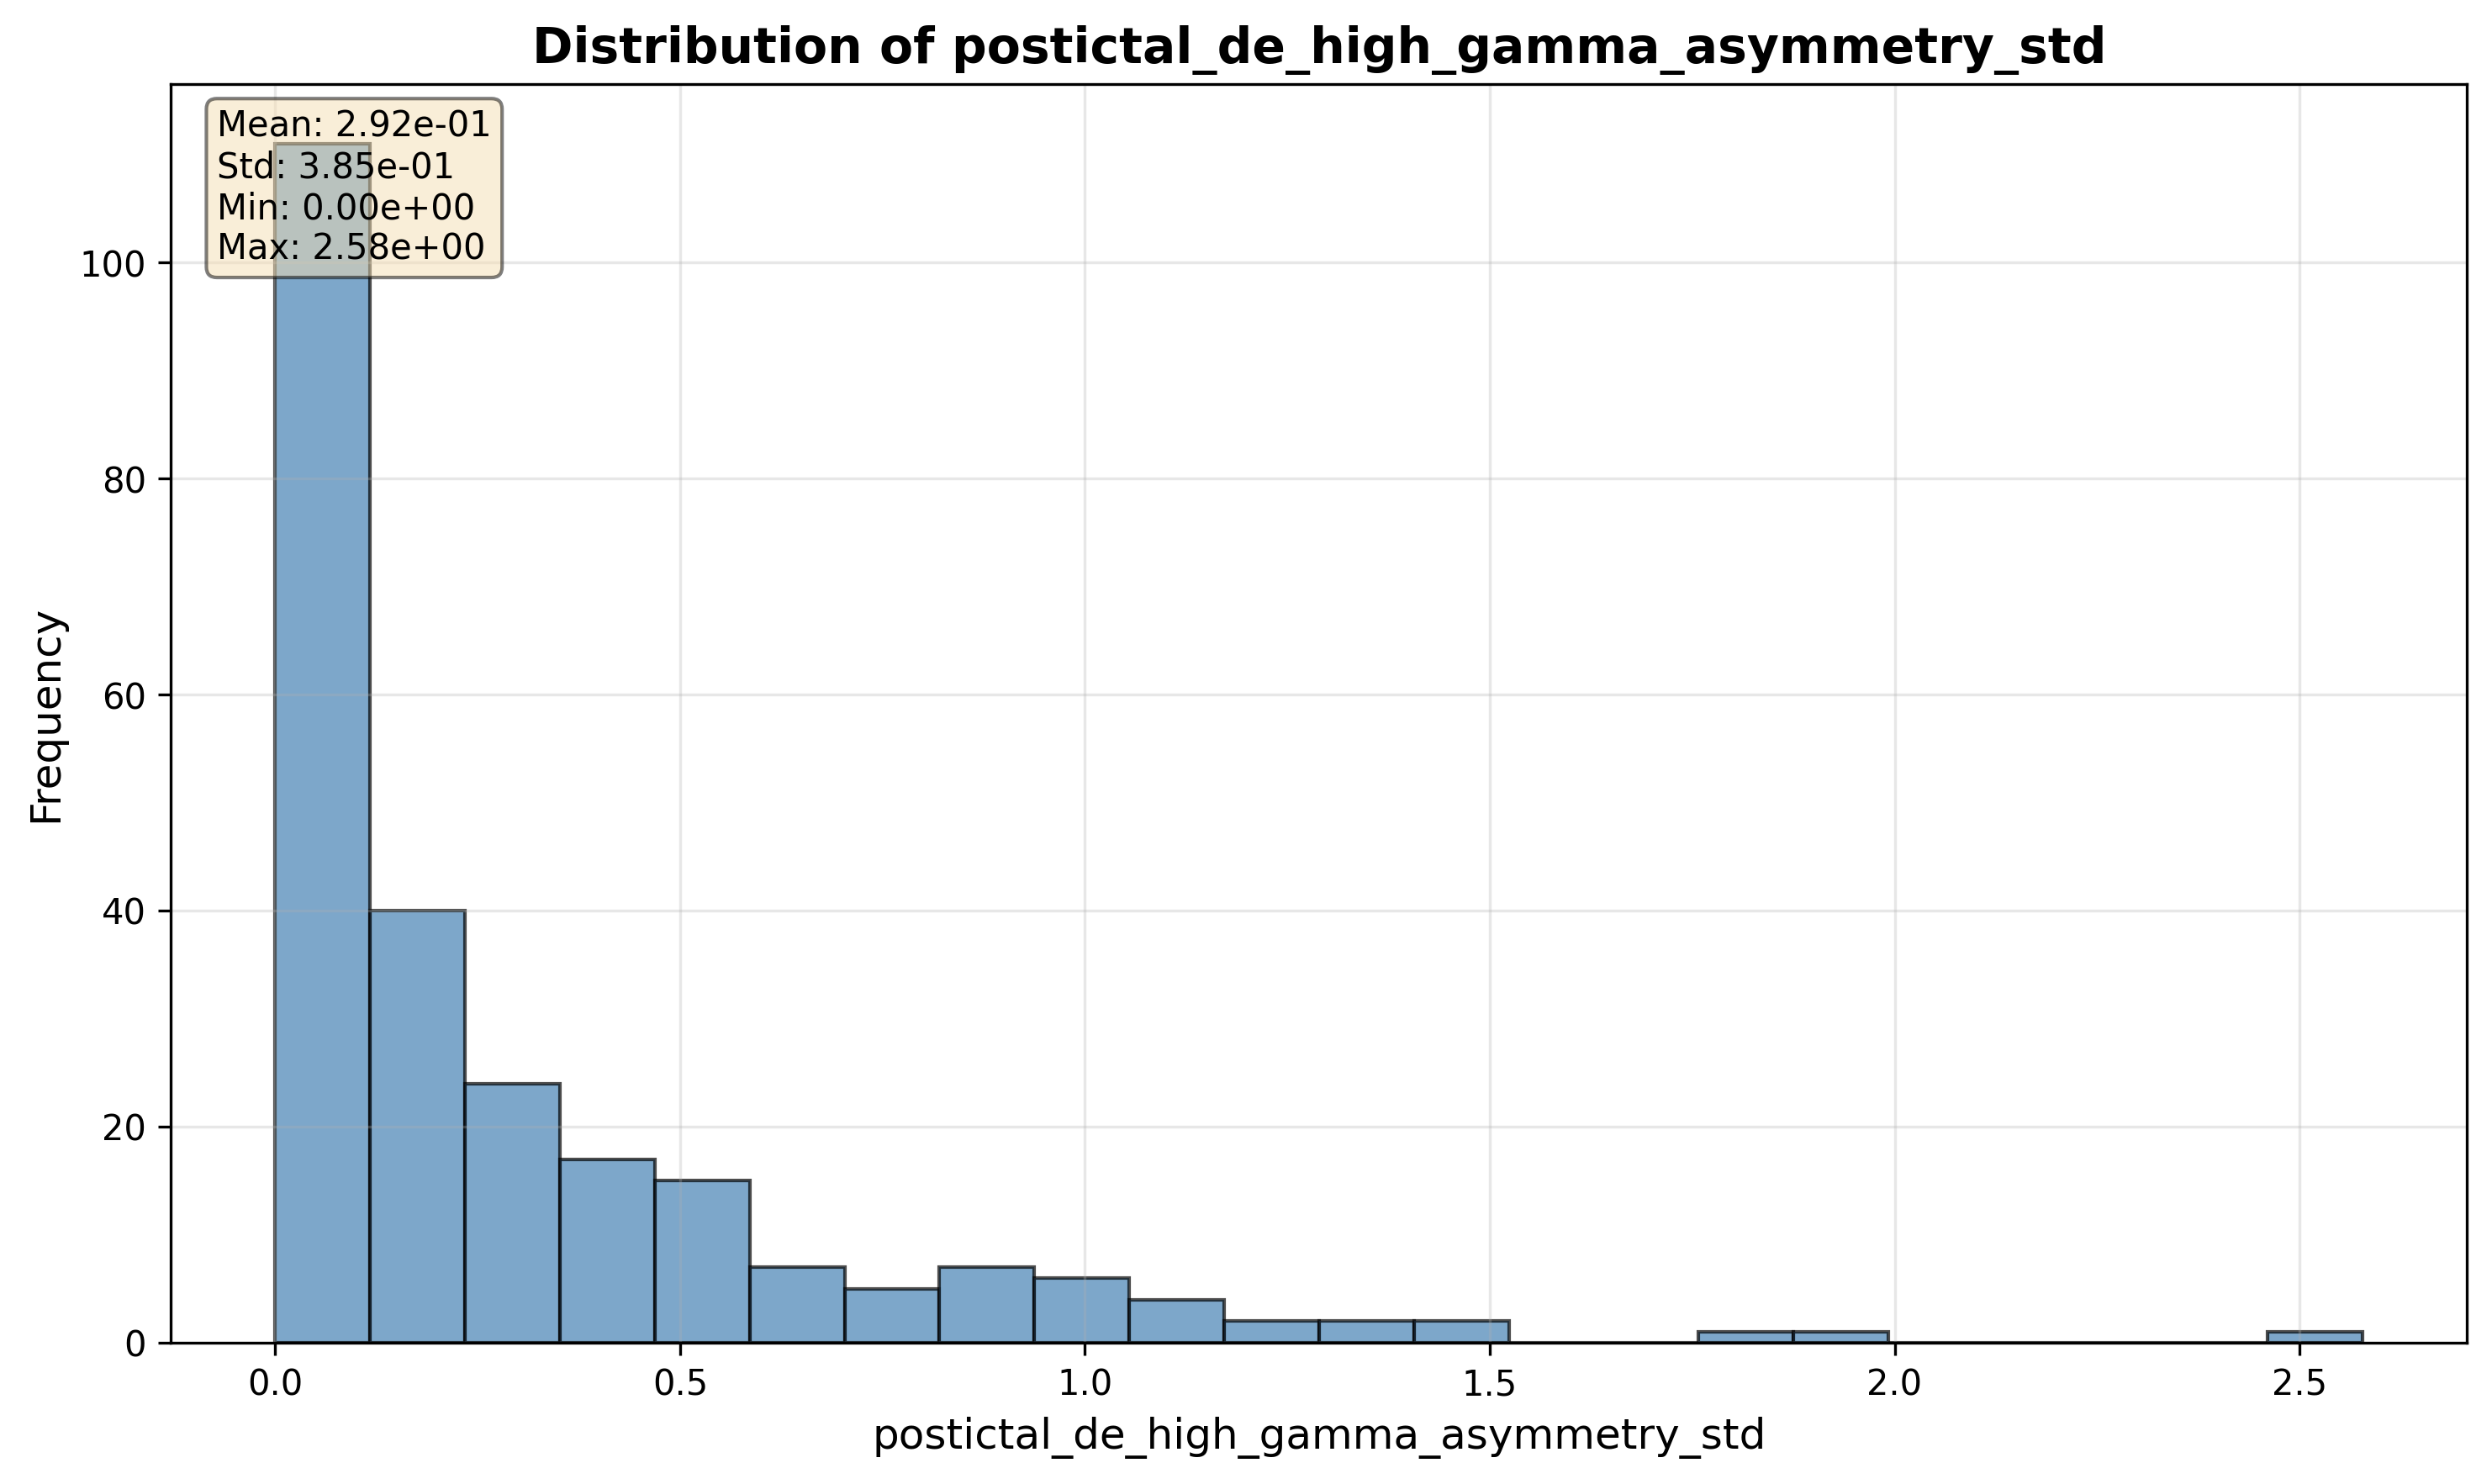 Distribution of postictal_de_high_gamma_asymmetry_std
Mean: 2.92e-01
Std: 3.85e-01
Min: 0.00e+00
Max: 2.58e+00
100
80
60
40
20
0
Frequency
0.0 0.5 1.0 1.5 2.0 2.5
postictal_de_high_gamma_asymmetry_std